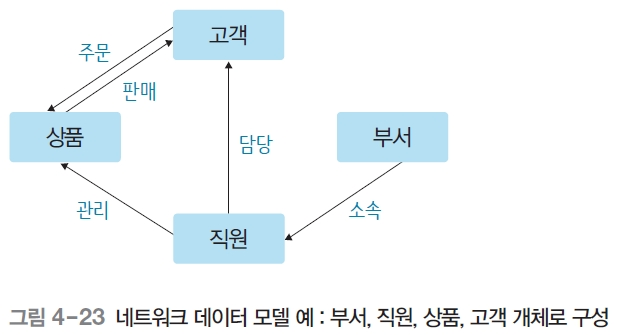 고객
주문
판매
상품
담당
부서
관리
소속
직원
그림 4-23 네트워크 데이터 모델 예 : 부서, 직원, 상품, 고객 개체로 구성